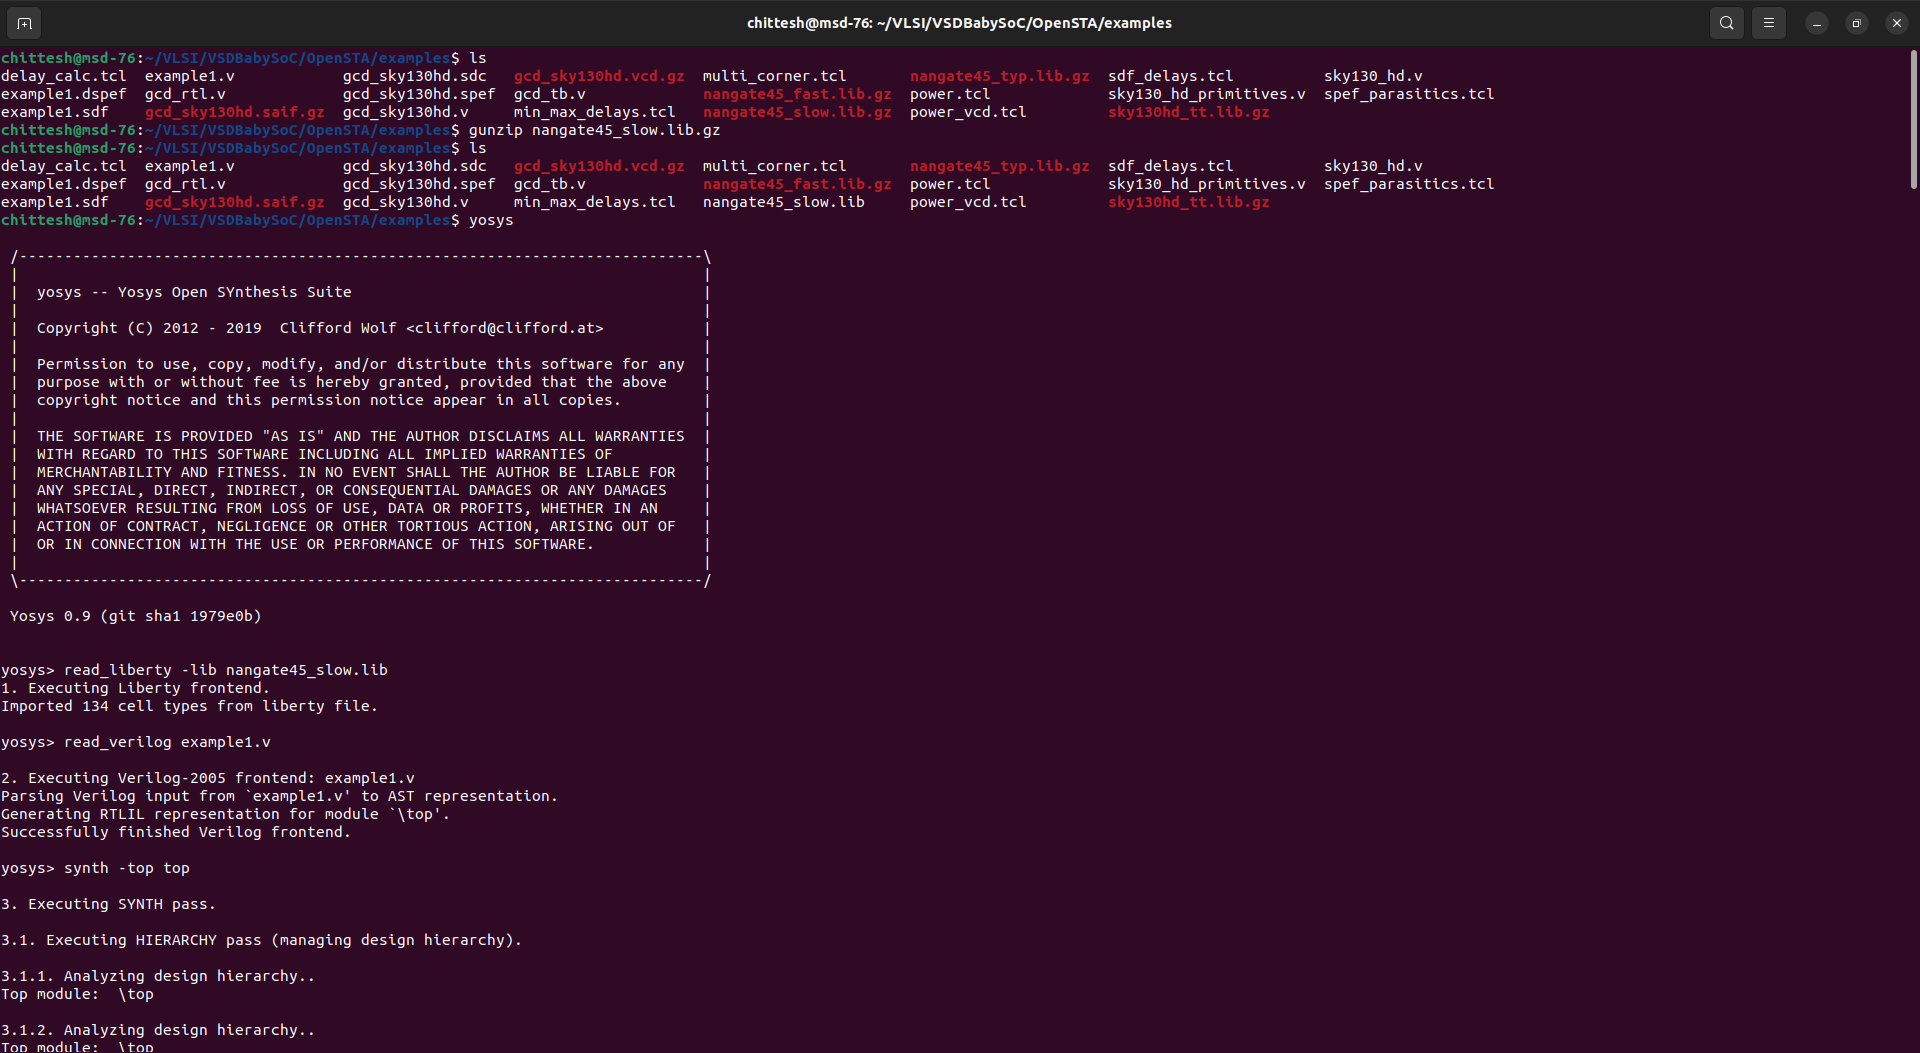 chittesh@msd-76: ~/VLSI/VSDBabySoC/OpenSTA/examples
chittesh@msd-76:~/VLSI/VSDBabySoC/OpenSTA/examples$ ls
delay_calc.tcl  example1.v            gcd_sky130hd.sdc   gcd_sky130hd.vcd.gz  multi_corner.tcl       nangate45_typ.lib.gz  sdf_delays.tcl          sky130_hd.v
example1.dspef  gcd_rtl.v             gcd_sky130hd.spef  gcd_tb.v             nangate45_fast.lib.gz  power.tcl             sky130_hd_primitives.v  spef_parasitics.tcl
example1.sdf    gcd_sky130hd.saif.gz  gcd_sky130hd.v     min_max_delays.tcl   nangate45_slow.lib.gz  power_vcd.tcl         sky130hd_tt.lib.gz
chittesh@msd-76:~/VLSI/VSDBabySoC/OpenSTA/examples$ gunzip nangate45_slow.lib.gz
chittesh@msd-76:~/VLSI/VSDBabySoC/OpenSTA/examples$ ls
delay_calc.tcl  example1.v            gcd_sky130hd.sdc   gcd_sky130hd.vcd.gz  multi_corner.tcl       nangate45_typ.lib.gz  sdf_delays.tcl          sky130_hd.v
example1.dspef  gcd_rtl.v             gcd_sky130hd.spef  gcd_tb.v             nangate45_fast.lib.gz  power.tcl             sky130_hd_primitives.v  spef_parasitics.tcl
example1.sdf    gcd_sky130hd.saif.gz  gcd_sky130hd.v     min_max_delays.tcl   nangate45_slow.lib     power_vcd.tcl         sky130hd_tt.lib.gz
chittesh@msd-76:~/VLSI/VSDBabySoC/OpenSTA/examples$ yosys
/----------------------------------------------------------------------------\
|                                                                            |
|  yosys -- Yosys Open SYnthesis Suite                                       |
|                                                                            |
|  Copyright (C) 2012 - 2019  Clifford Wolf <clifford@clifford.at>           |
|                                                                            |
|  Permission to use, copy, modify, and/or distribute this software for any  |
|  purpose with or without fee is hereby granted, provided that the above    |
|  copyright notice and this permission notice appear in all copies.         |
|                                                                            |
|  THE SOFTWARE IS PROVIDED "AS IS" AND THE AUTHOR DISCLAIMS ALL WARRANTIES  |
|  WITH REGARD TO THIS SOFTWARE INCLUDING ALL IMPLIED WARRANTIES OF          |
|  MERCHANTABILITY AND FITNESS. IN NO EVENT SHALL THE AUTHOR BE LIABLE FOR   |
|  ANY SPECIAL, DIRECT, INDIRECT, OR CONSEQUENTIAL DAMAGES OR ANY DAMAGES    |
|  WHATSOEVER RESULTING FROM LOSS OF USE, DATA OR PROFITS, WHETHER IN AN     |
|  ACTION OF CONTRACT, NEGLIGENCE OR OTHER TORTIOUS ACTION, ARISING OUT OF   |
|  OR IN CONNECTION WITH THE USE OR PERFORMANCE OF THIS SOFTWARE.            |
|                                                                            |
\----------------------------------------------------------------------------/
Yosys 0.9 (git sha1 1979e0b)
yosys> read_liberty -lib nangate45_slow.lib
1. Executing Liberty frontend.
Imported 134 cell types from liberty file.
yosys> read_verilog example1.v
2. Executing Verilog-2005 frontend: example1.v
Parsing Verilog input from `example1.v' to AST representation.
Generating RTLIL representation for module `\top'.
Successfully finished Verilog frontend.
yosys> synth -top top
3. Executing SYNTH pass.
3.1. Executing HIERARCHY pass (managing design hierarchy).
3.1.1. Analyzing design hierarchy..
Top module:  \top
3.1.2. Analyzing design hierarchy..
Top module:  \top